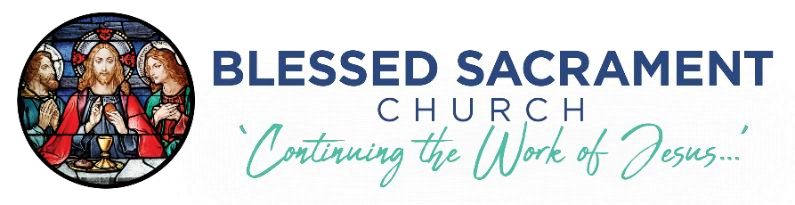 BLESSED SACRAMENT
CHURCH
'Continuing the Work of Jesus...'